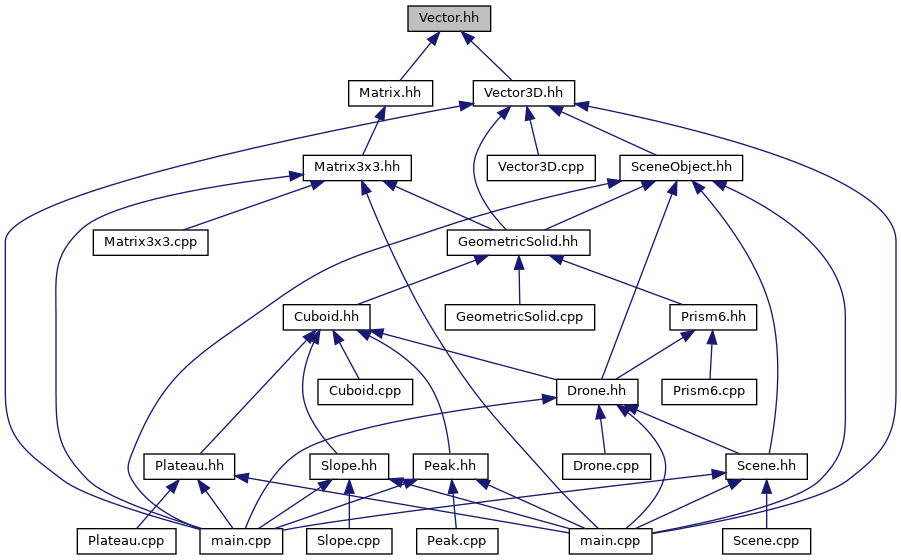 Vector.hh
Matrix.hh
Vector3D.hh
Matrix3x3.hh
Vector3D.cpp
SceneObject.hh
Matrix3x3.cpp
GeometricSolid.hh
Cuboid.hh
GeometricSolid.cpp
Prism6.hh
Cuboid.cpp
Drone.hh
Prism6.cpp
Plateau.hh
Slope.hh
Peak.hh
Drone.cpp
Scene.hh
Plateau.cpp
main.cpp
Slope.cpp
Peak.cpp
main.cpp
Scene.cpp